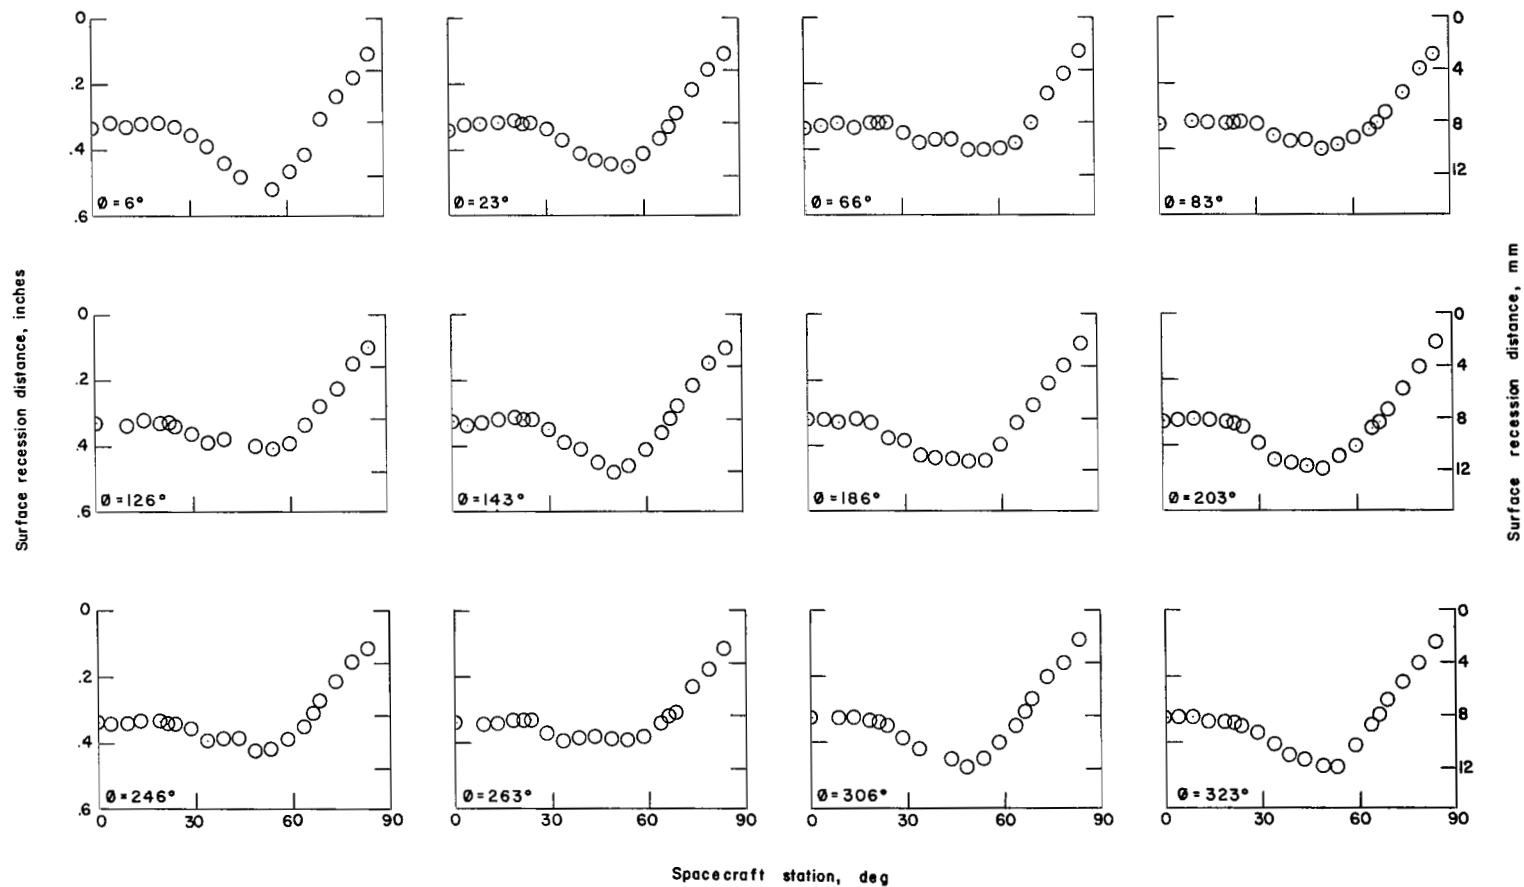 0
.2
.4
.6
Ø=6°
Ø=23°
Ø=66°
Ø=83°
0
4
8
12
Surface recession distance, inches
0
.2
.4
.6
Ø=126°
Ø=143°
Ø=186°
Ø=203°
0
4
8
12
Surface recession distance, mm
0
.2
.4
.6
Ø=246°
Ø=263°
Ø=306°
Ø=323°
0
4
8
12
0 30 60 90
0 30 60 90
0 30 60 90
0 30 60 90
Spacecraft station, deg